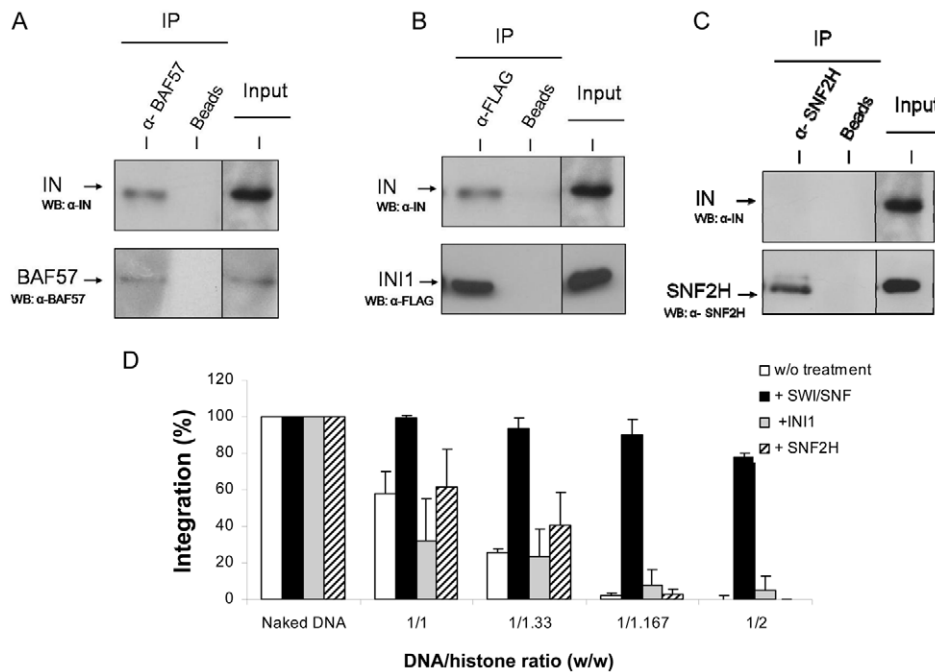 A
IP
α- BAF57
Beads
Input
IN
WB: α-IN
BAF57
WB: α-BAF57
B
IP
α-FLAG
Beads
Input
IN
WB: α-IN
INI1
WB: α-FLAG
C
IP
α- SNF2H
Beads
Input
IN
WB: α-IN
SNF2H
WB: α- SNF2H
D
w/o treatment
+ SWI/SNF
+INI1
+ SNF2H
Integration (%)
120
100
80
60
40
20
0
Naked DNA 1/1 1/1.33 1/1.167 1/2
DNA/histone ratio (w/w)